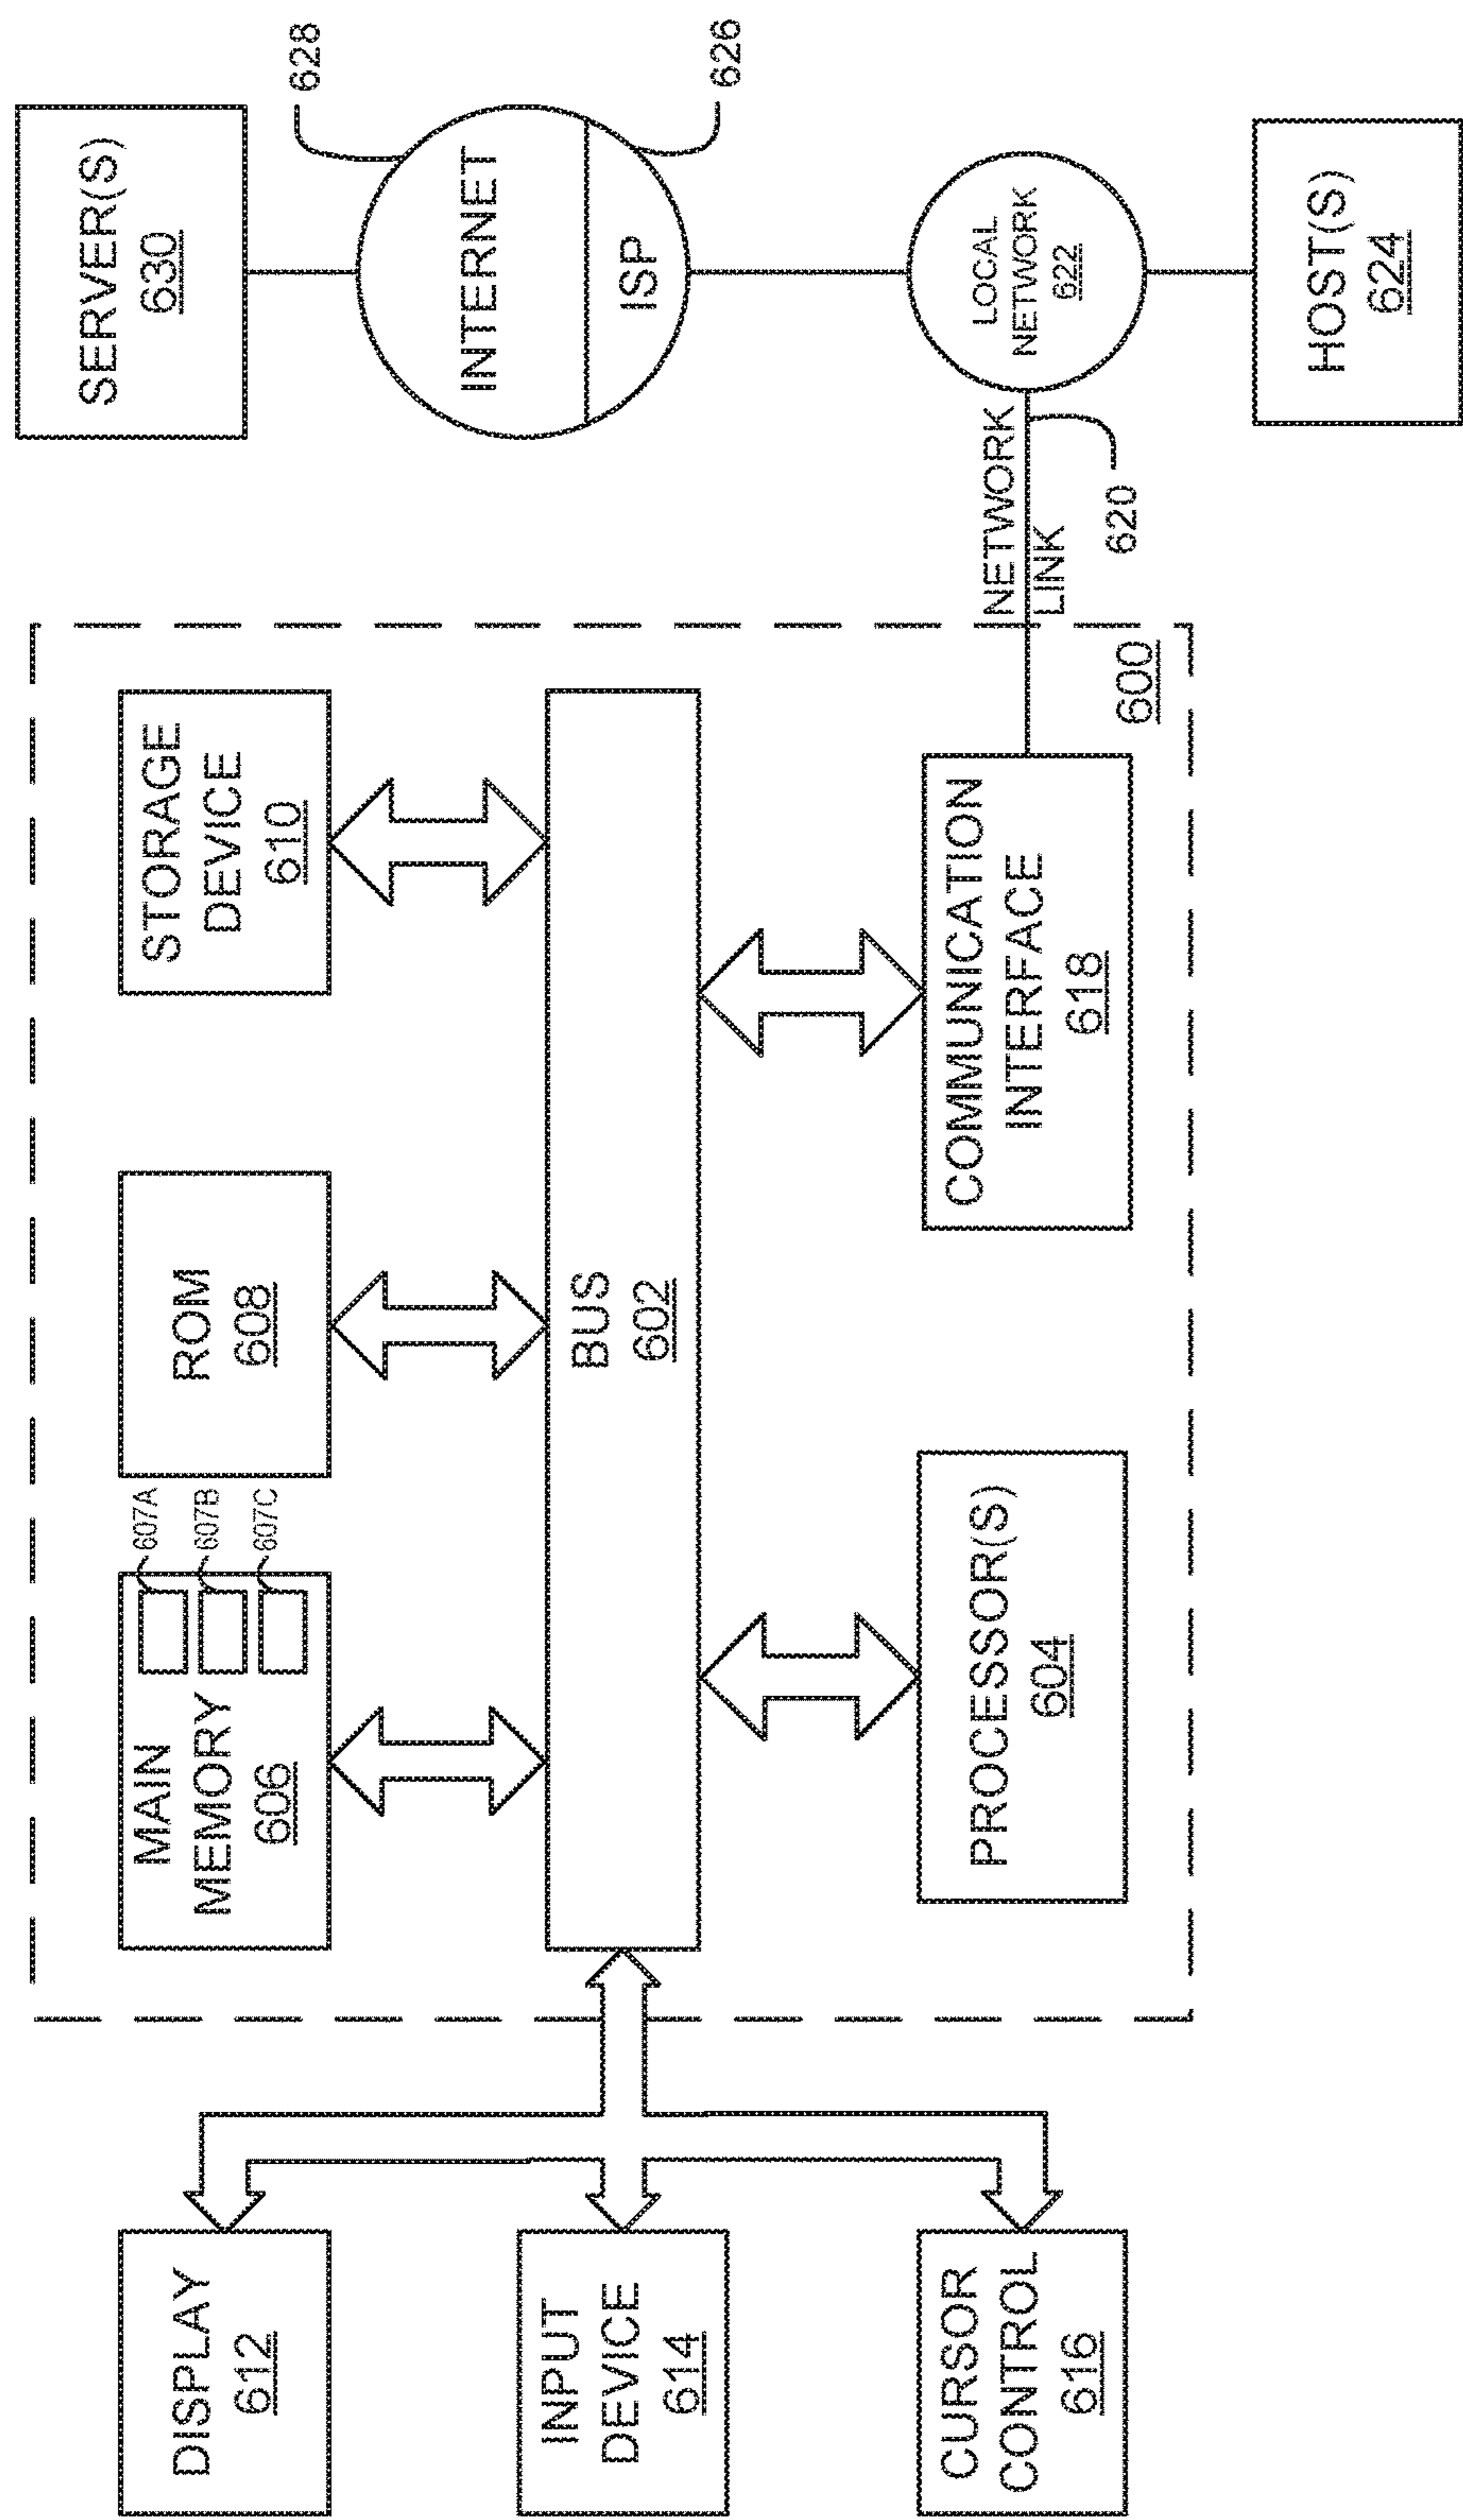 DISPLAY
612
INPUT
DEVICE
614
CURSOR
CONTROL
616
MAIN
MEMORY
606
607A
607B
607C
ROM
608
STORAGE
DEVICE
610
BUS
602
PROCESSOR(S)
604
COMMUNICATION
INTERFACE
618
600
NETWORK
LINK
620
SERVER(S)
630
628
INTERNET
ISP
626
LOCAL
NETWORK
622
HOST(S)
624